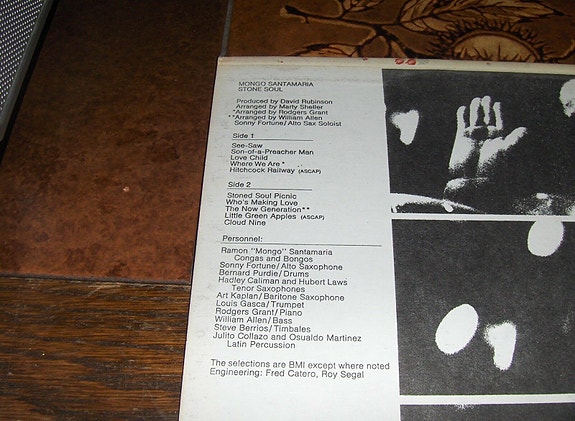 MONGO SANTAMARIA
STONE SOUL
Produced by David Rubinson
Arranged by Marty Sheller
*Arranged by Rodgers Grant
**Arranged by William Allen
Sonny Fortune/Alto Sax Soloist
Side 1
See-Saw
Son-of-a-Preacher Man
Love Child
Where We Are *
Hitchcock Railway (ASCAP)
Side 2
Stoned Soul Picnic
Who's Making Love
The Now Generation**
Little Green Apples (ASCAP)
Cloud Nine
Personnel:
Ramon "Mongo" Santamaria
Congas and Bongos
Sonny Fortune/Alto Saxophone
Bernard Purdie/Drums
Hadley Caliman and Hubert Laws
Tenor Saxophones
Art Kaplan/Baritone Saxophone
Louis Gasca/Trumpet
Rodgers Grant/Piano
William Allen/Bass
Steve Berrios/Timbales
Julito Collazo and Osualdo Martinez
Latin Percussion
The selections are BMI except where noted
Engineering: Fred Catero, Roy Segal